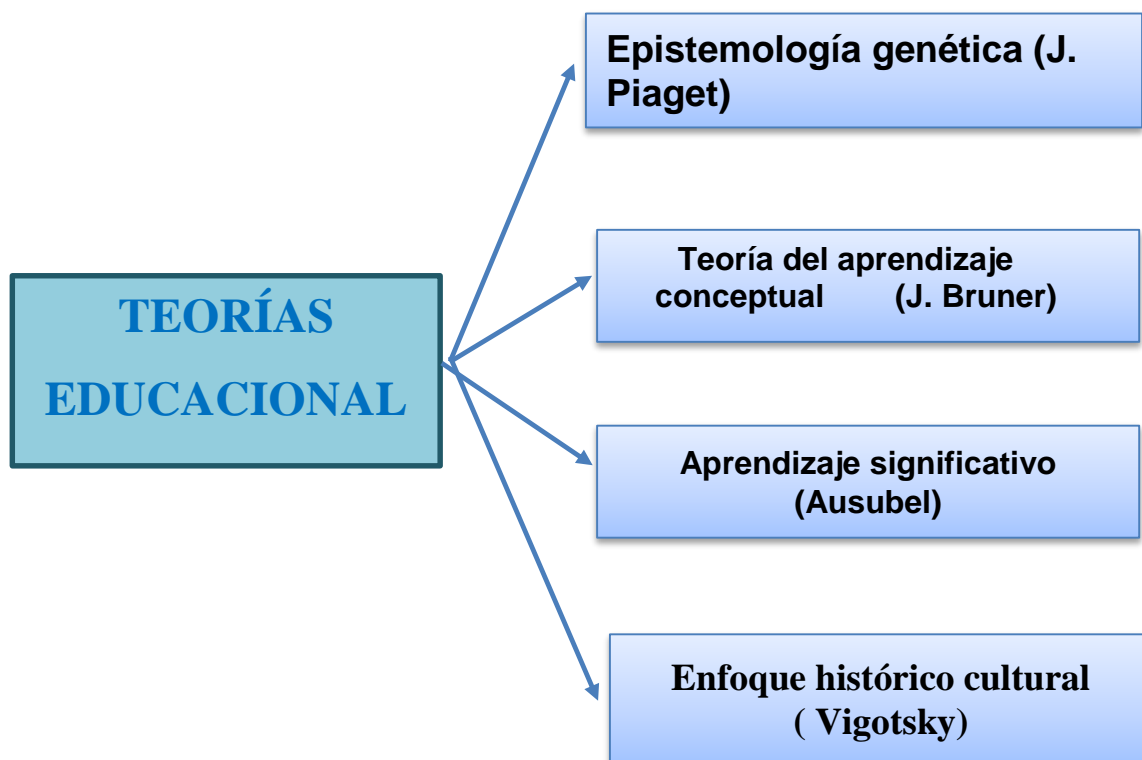 Epistemología genética (J.
Piaget)
Teoría del aprendizaje
conceptual (J. Bruner)
TEORÍAS
EDUCACIONAL
Aprendizaje significativo
(Ausubel)
Enfoque histórico cultural
( Vigotsky)